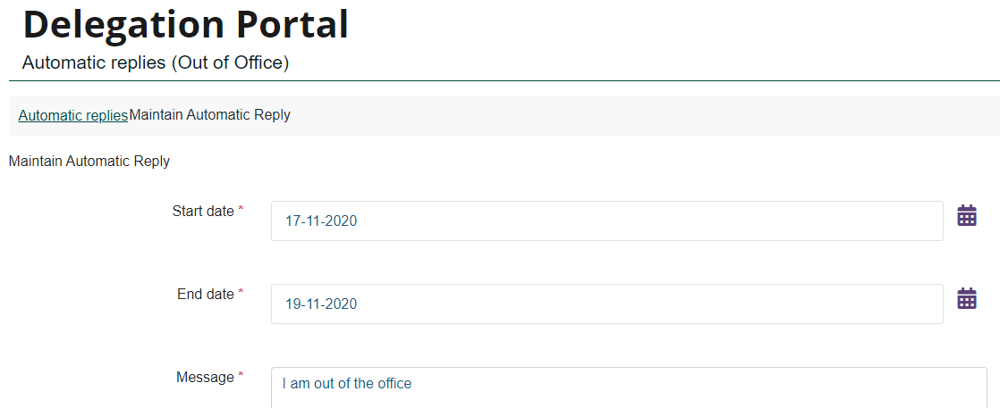 Delegation Portal
Automatic replies (Out of Office)
Automatic repliesMaintain Automatic Reply
Maintain Automatic Reply
Start date *
17-11-2020
End date *
19-11-2020
Message *
I am out of the office